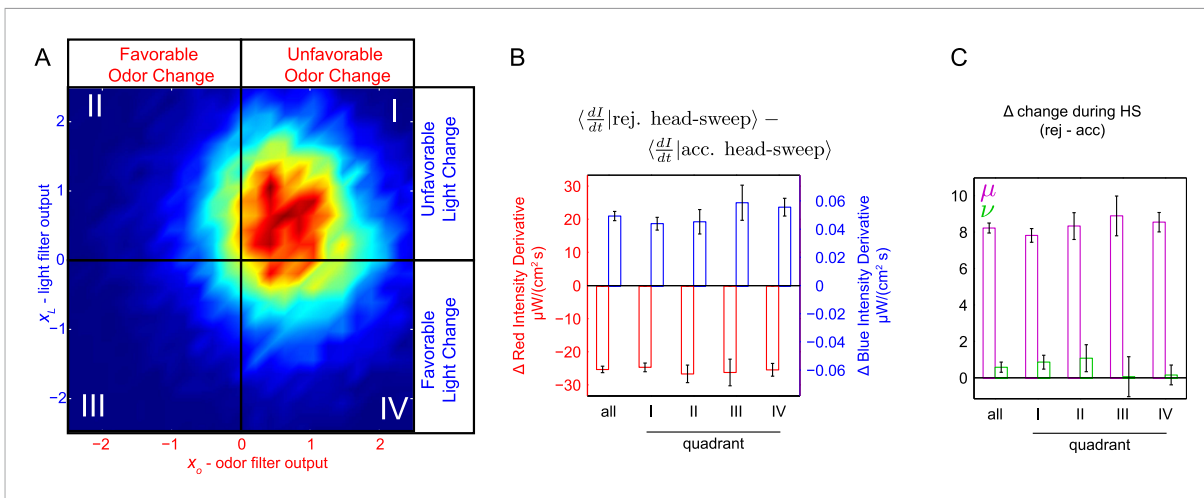 A
Favorable
Odor Change
Unfavorable
Odor Change
II
I
III
IV
Unfavorable
Light Change
Favorable
Light Change
2
1
0
−1
−2
x_L - light filter output
−2
−1
0
1
2
x_o - odor filter output
B
⟨dI/dt|rej. head-sweep⟩ −
⟨dI/dt|acc. head-sweep⟩
30
20
10
0
−10
−20
−30
Δ Red Intensity Derivative
µW/(cm² s)
0.06
0.04
0.02
0
−0.02
−0.04
−0.06
Δ Blue Intensity Derivative
µW/(cm² s)
all
I
II
III
IV
quadrant
C
Δ change during HS
(rej - acc)
10
8
6
4
2
0
μ
ν
all
I
II
III
IV
quadrant